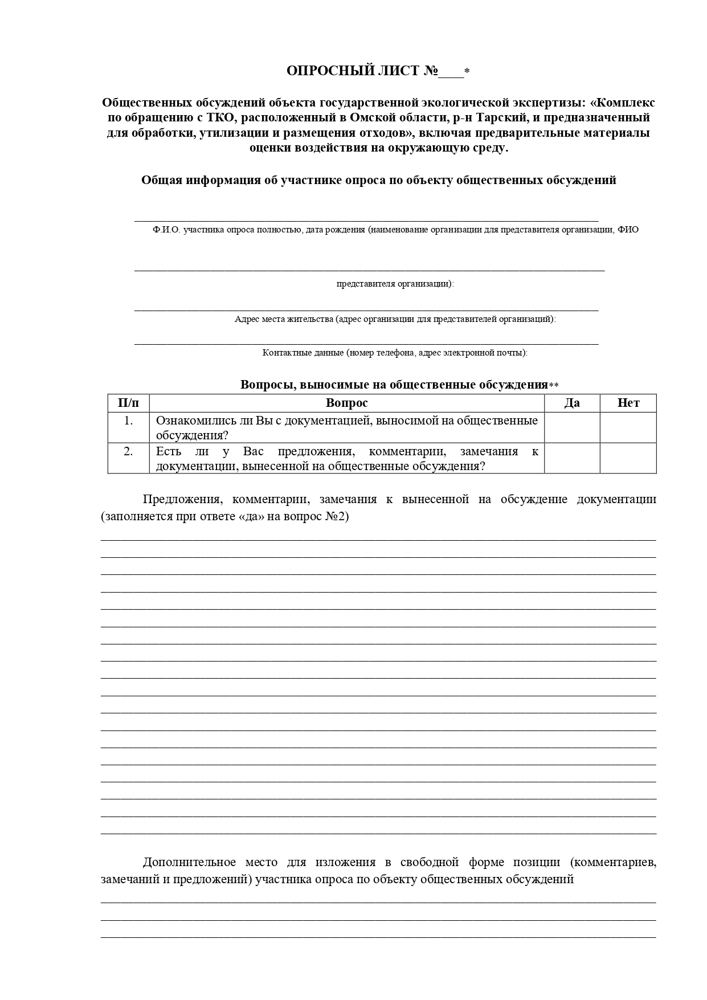 ОПРОСНЫЙ ЛИСТ №____*
Общественных обсуждений объекта государственной экологической экспертизы: «Комплекс
по обращению с ТКО, расположенный в Омской области, р-н Тарский, и предназначенный
для обработки, утилизации и размещения отходов», включая предварительные материалы
оценки воздействия на окружающую среду.
Общая информация об участнике опроса по объекту общественных обсуждений
Ф.И.О. участника опроса полностью, дата рождения (наименование организации для представителя организации, ФИО
представителя организации):
Адрес места жительства (адрес организации для представителей организаций):
Контактные данные (номер телефона, адрес электронной почты):
Вопросы, выносимые на общественные обсуждения**
П/п Вопрос Да Нет
1. Ознакомились ли Вы с документацией, выносимой на общественные
обсуждения?
2. Есть ли у Вас предложения, комментарии, замечания к
документации, вынесенной на общественные обсуждения?
Предложения, комментарии, замечания к вынесенной на обсуждение документации
(заполняется при ответе «да» на вопрос №2)
Дополнительное место для изложения в свободной форме позиции (комментариев,
замечаний и предложений) участника опроса по объекту общественных обсуждений